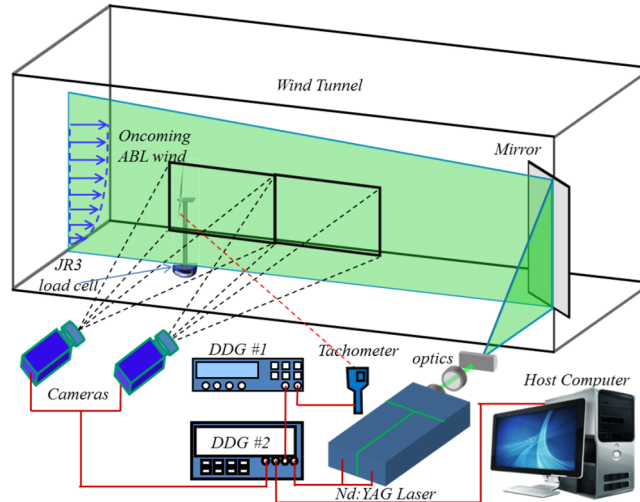 Wind Tunnel
Oncoming
ABL wind
Mirror
JR3
load cell
DDG #1
Tachometer
optics
Host Computer
Cameras
DDG #2
Nd:YAG Laser